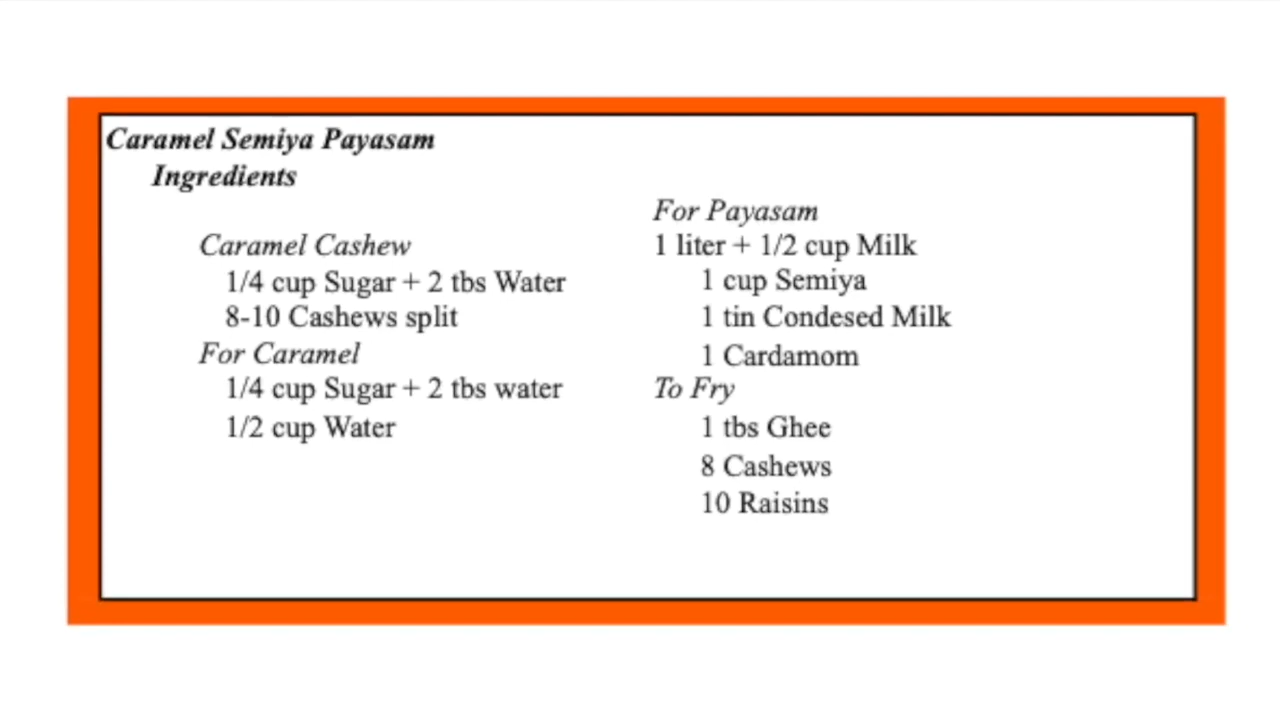 Caramel Semiya Payasam
Ingredients
Caramel Cashew
1/4 cup Sugar + 2 tbs Water
8-10 Cashews split
For Caramel
1/4 cup Sugar + 2 tbs water
1/2 cup Water
For Payasam
1 liter + 1/2 cup Milk
1 cup Semiya
1 tin Condesed Milk
1 Cardamom
To Fry
1 tbs Ghee
8 Cashews
10 Raisins